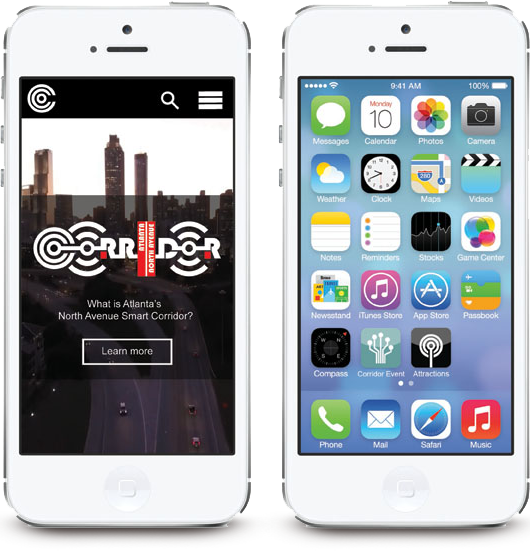 CORRIDOR
ATLANTA
NORTH AVENUE
What is Atlanta's
North Avenue Smart Corridor?
Learn more
9:41 AM 100%
Monday
10
280
Messages Calendar Photos Camera
Weather Clock Maps Videos
Notes Reminders Stocks Game Center
Newsstand iTunes Store App Store Passbook
N
W E
S
Compass Corridor Event Attractions
Phone Mail Safari Music